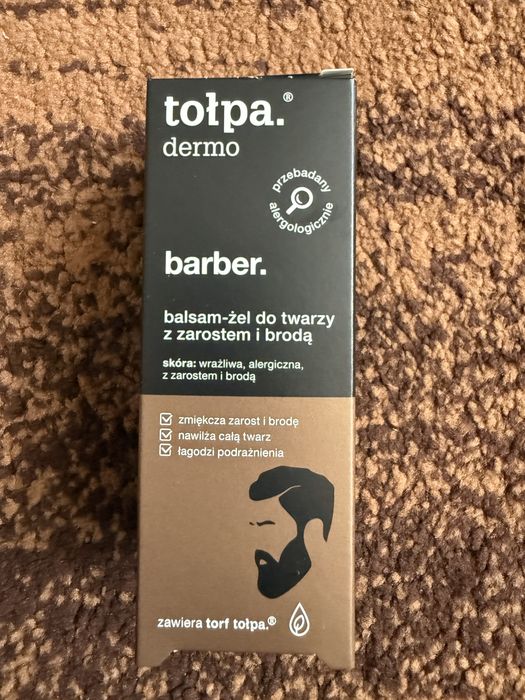 tołpa.®
dermo
przebadany
alergologicznie
barber.
balsam-żel do twarzy
z zarostem i brodą
skóra: wrażliwa, alergiczna,
z zarostem i brodą
zmiękcza zarost i brodę
nawilża całą twarz
łagodzi podrażnienia
zawiera torf tołpa.®